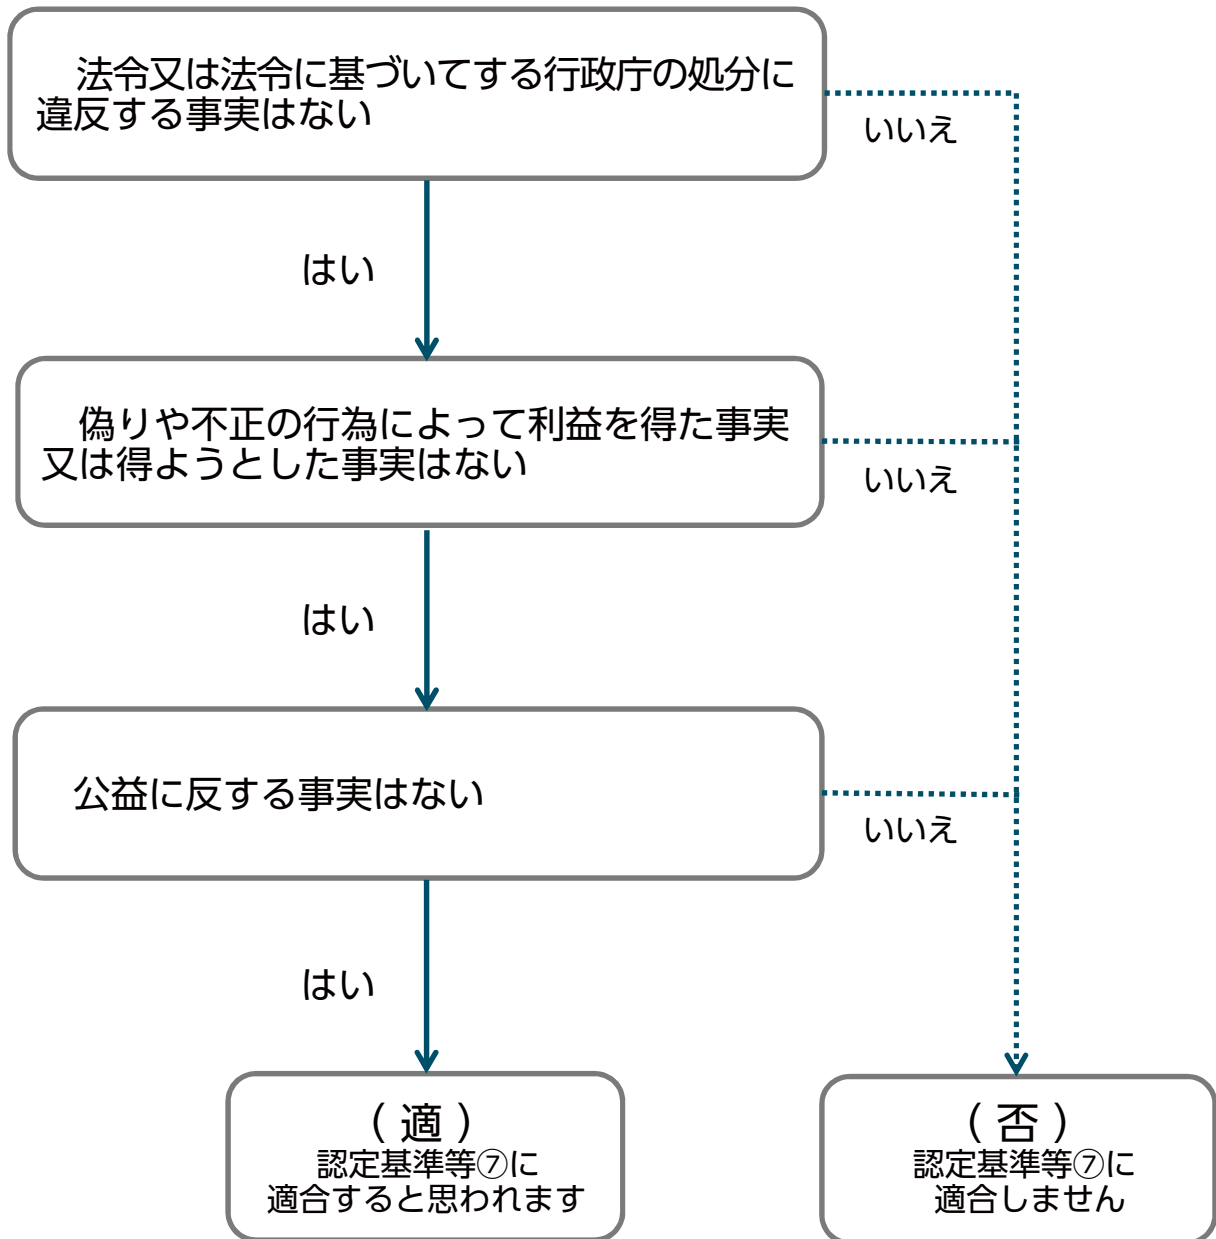 法令又は法令に基づいてする行政庁の処分に
違反する事実はない
いいえ
はい
偽りや不正の行為によって利益を得た事実
又は得ようとした事実はない
いいえ
はい
公益に反する事実はない
いいえ
はい
(適)
認定基準等⑦に
適合すると思われます
(否)
認定基準等⑦に
適合しません